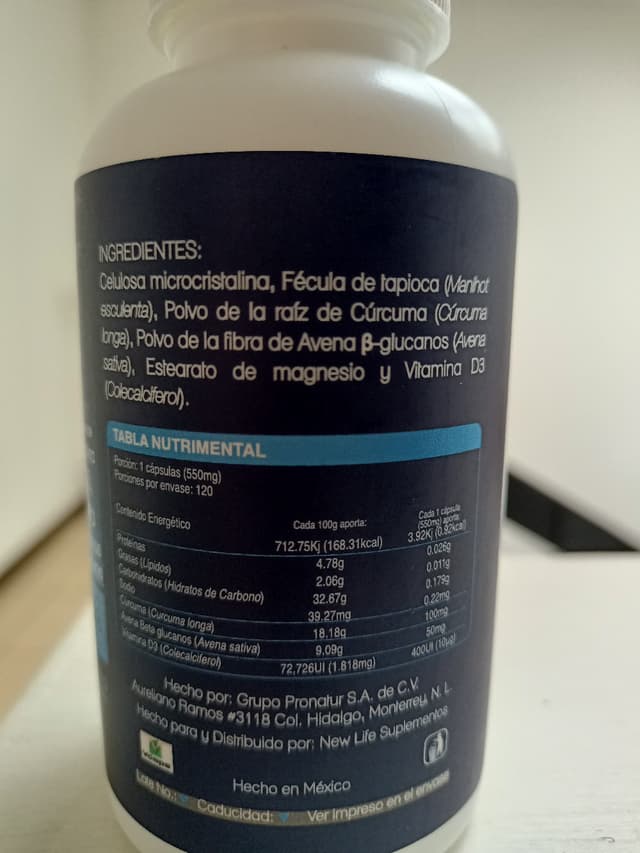 INGREDIENTES:
Celulosa microcristalina, Fécula de tapioca (Manihot
esculenta), Polvo de la raíz de Cúrcuma (Cúrcuma
longa), Polvo de la fibra de Avena β-glucanos (Avena
sativa), Estearato de magnesio y Vitamina D3
(Colecalciferol).
TABLA NUTRIMENTAL
Porción: 1 cápsulas (550mg)
Porciones por envase: 120
Cada 100g aporta: Cada 1 cápsula (550mg) aporta:
Contenido Energético 712.75Kj (168.31kcal) 3.92Kj (0.92kcal)
Proteínas 4.78g 0.026g
Grasas (Lípidos) 2.06g 0.011g
Carbohidratos (Hidratos de Carbono) 32.67g 0.179g
Sodio 39.27mg 0.22mg
Cúrcuma (Curcuma longa) 18.18g 100mg
Avena Beta glucanos (Avena sativa) 9.09g 50mg
Vitamina D3 (Colecalciferol) 72,726UI (1.818mg) 400UI (10µg)
Hecho por: Grupo Pronatur S.A. de C.V.
Aureliano Ramos #3118 Col. Hidalgo, Monterrey, N. L.
Hecho para y Distribuido por: New Life Suplementos
Hecho en México
Lote No.: Caducidad: Ver impreso en el envase